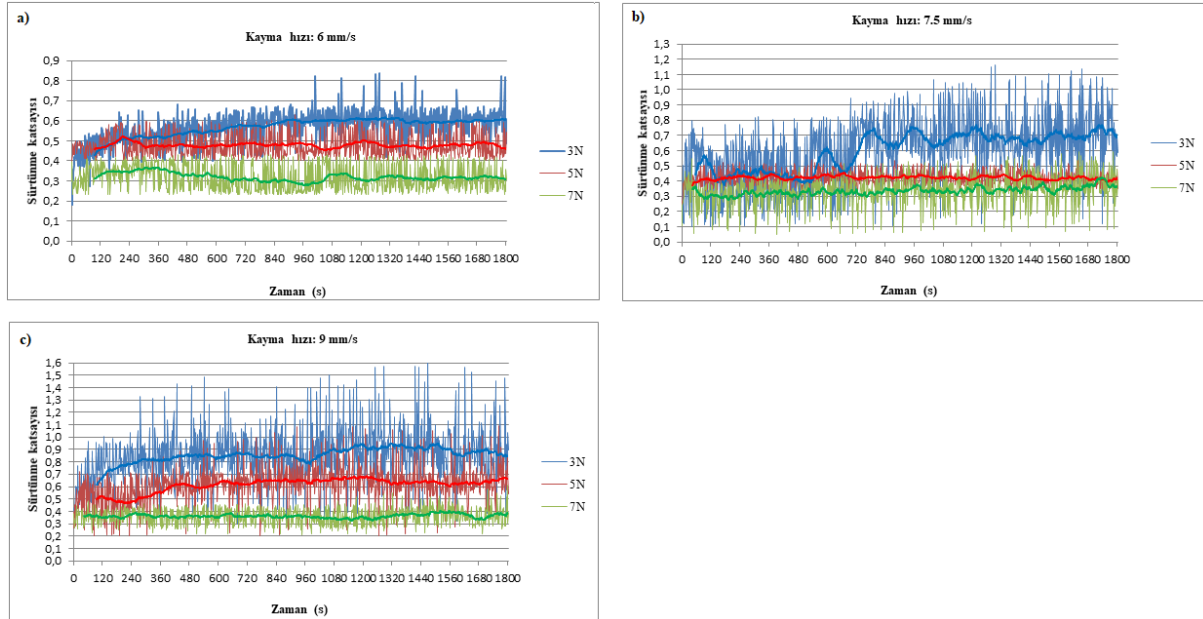 a)
Kayma hızı: 6 mm/s
Sürtünme katsayısı
0,9
0,8
0,7
0,6
0,5
0,4
0,3
0,2
0,1
0,0
0 120 240 360 480 600 720 840 960 1080 1200 1320 1440 1560 1680 1800
Zaman (s)
3N
5N
7N
b)
Kayma hızı: 7.5 mm/s
Sürtünme katsayısı
1,3
1,2
1,1
1,0
0,9
0,8
0,7
0,6
0,5
0,4
0,3
0,2
0,1
0,0
0 120 240 360 480 600 720 840 960 1080 1200 1320 1440 1560 1680 1800
Zaman (s)
3N
5N
7N
c)
Kayma hızı: 9 mm/s
Sürtünme katsayısı
1,6
1,5
1,4
1,3
1,2
1,1
1,0
0,9
0,8
0,7
0,6
0,5
0,4
0,3
0,2
0,1
0,0
0 120 240 360 480 600 720 840 960 1080 1200 1320 1440 1560 1680 1800
Zaman (s)
3N
5N
7N